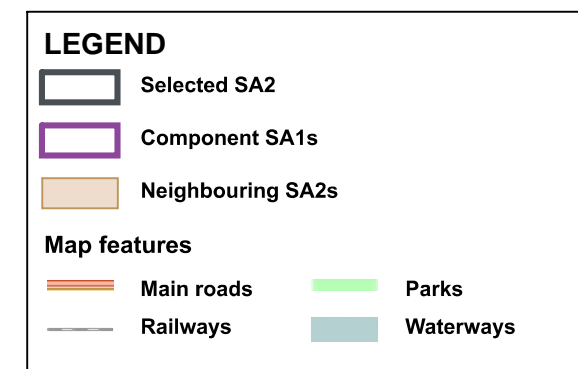 LEGEND
Selected SA2
Component SA1s
Neighbouring SA2s
Map features
Main roads
Parks
Railways
Waterways